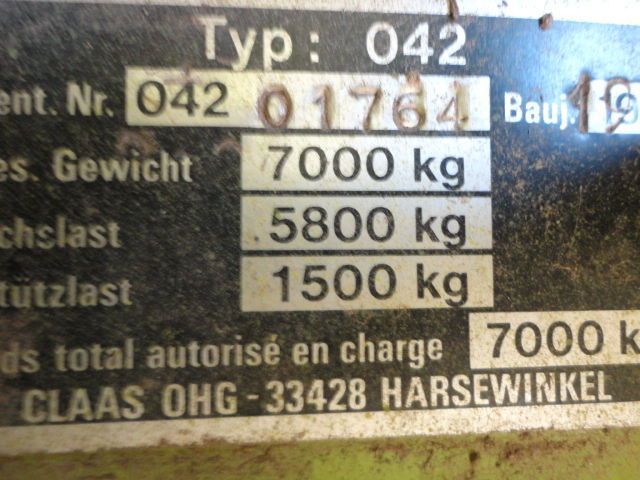 Typ: 042
ent. Nr. 042 01764 Bauj. 19
es. Gewicht 7000 kg
chslast 5800 kg
tützlast 1500 kg
ds total autorisé en charge 7000 k
CLAAS OHG - 33428 HARSEWINKEL